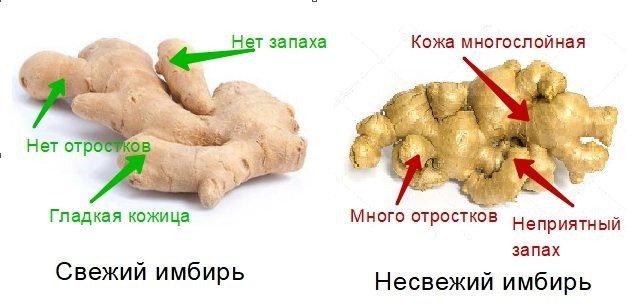 Нет запаха
Нет отростков
Гладкая кожица
Свежий имбирь
Кожа многослойная
Много отростков
Неприятный
запах
Несвежий имбирь